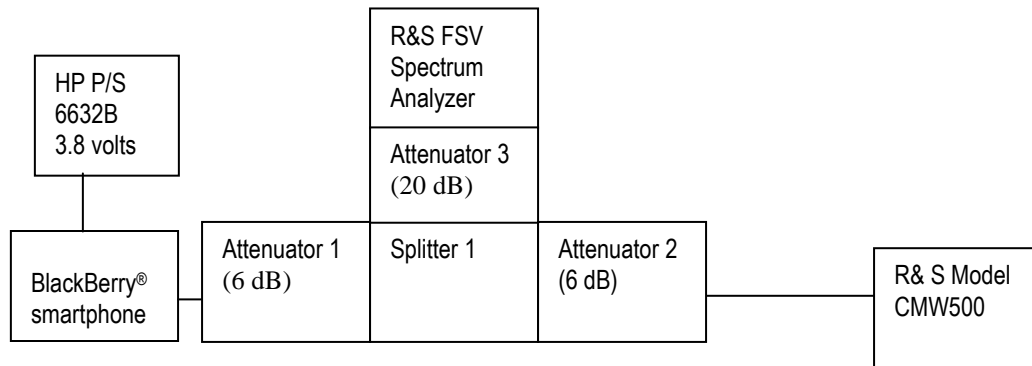 R&S FSV
Spectrum
Analyzer
HP P/S
6632B
3.8 volts
Attenuator 3
(20 dB)
BlackBerry®
smartphone
Attenuator 1
(6 dB)
Splitter 1
Attenuator 2
(6 dB)
R& S Model
CMW500